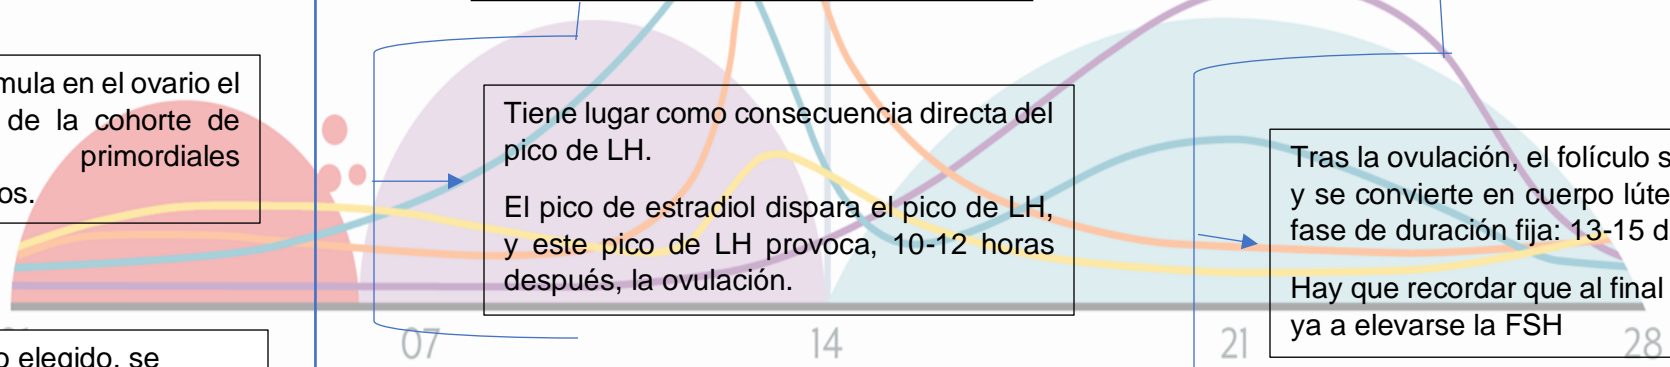 mula en el ovario el
de la cohorte de
primordiales
os.
Tiene lugar como consecuencia directa del
pico de LH.
El pico de estradiol dispara el pico de LH,
y este pico de LH provoca, 10-12 horas
después, la ovulación.
Tras la ovulación, el folículo s
y se convierte en cuerpo lúte
fase de duración fija: 13-15 d
Hay que recordar que al final
ya a elevarse la FSH
o elegido, se
07
14
21
28